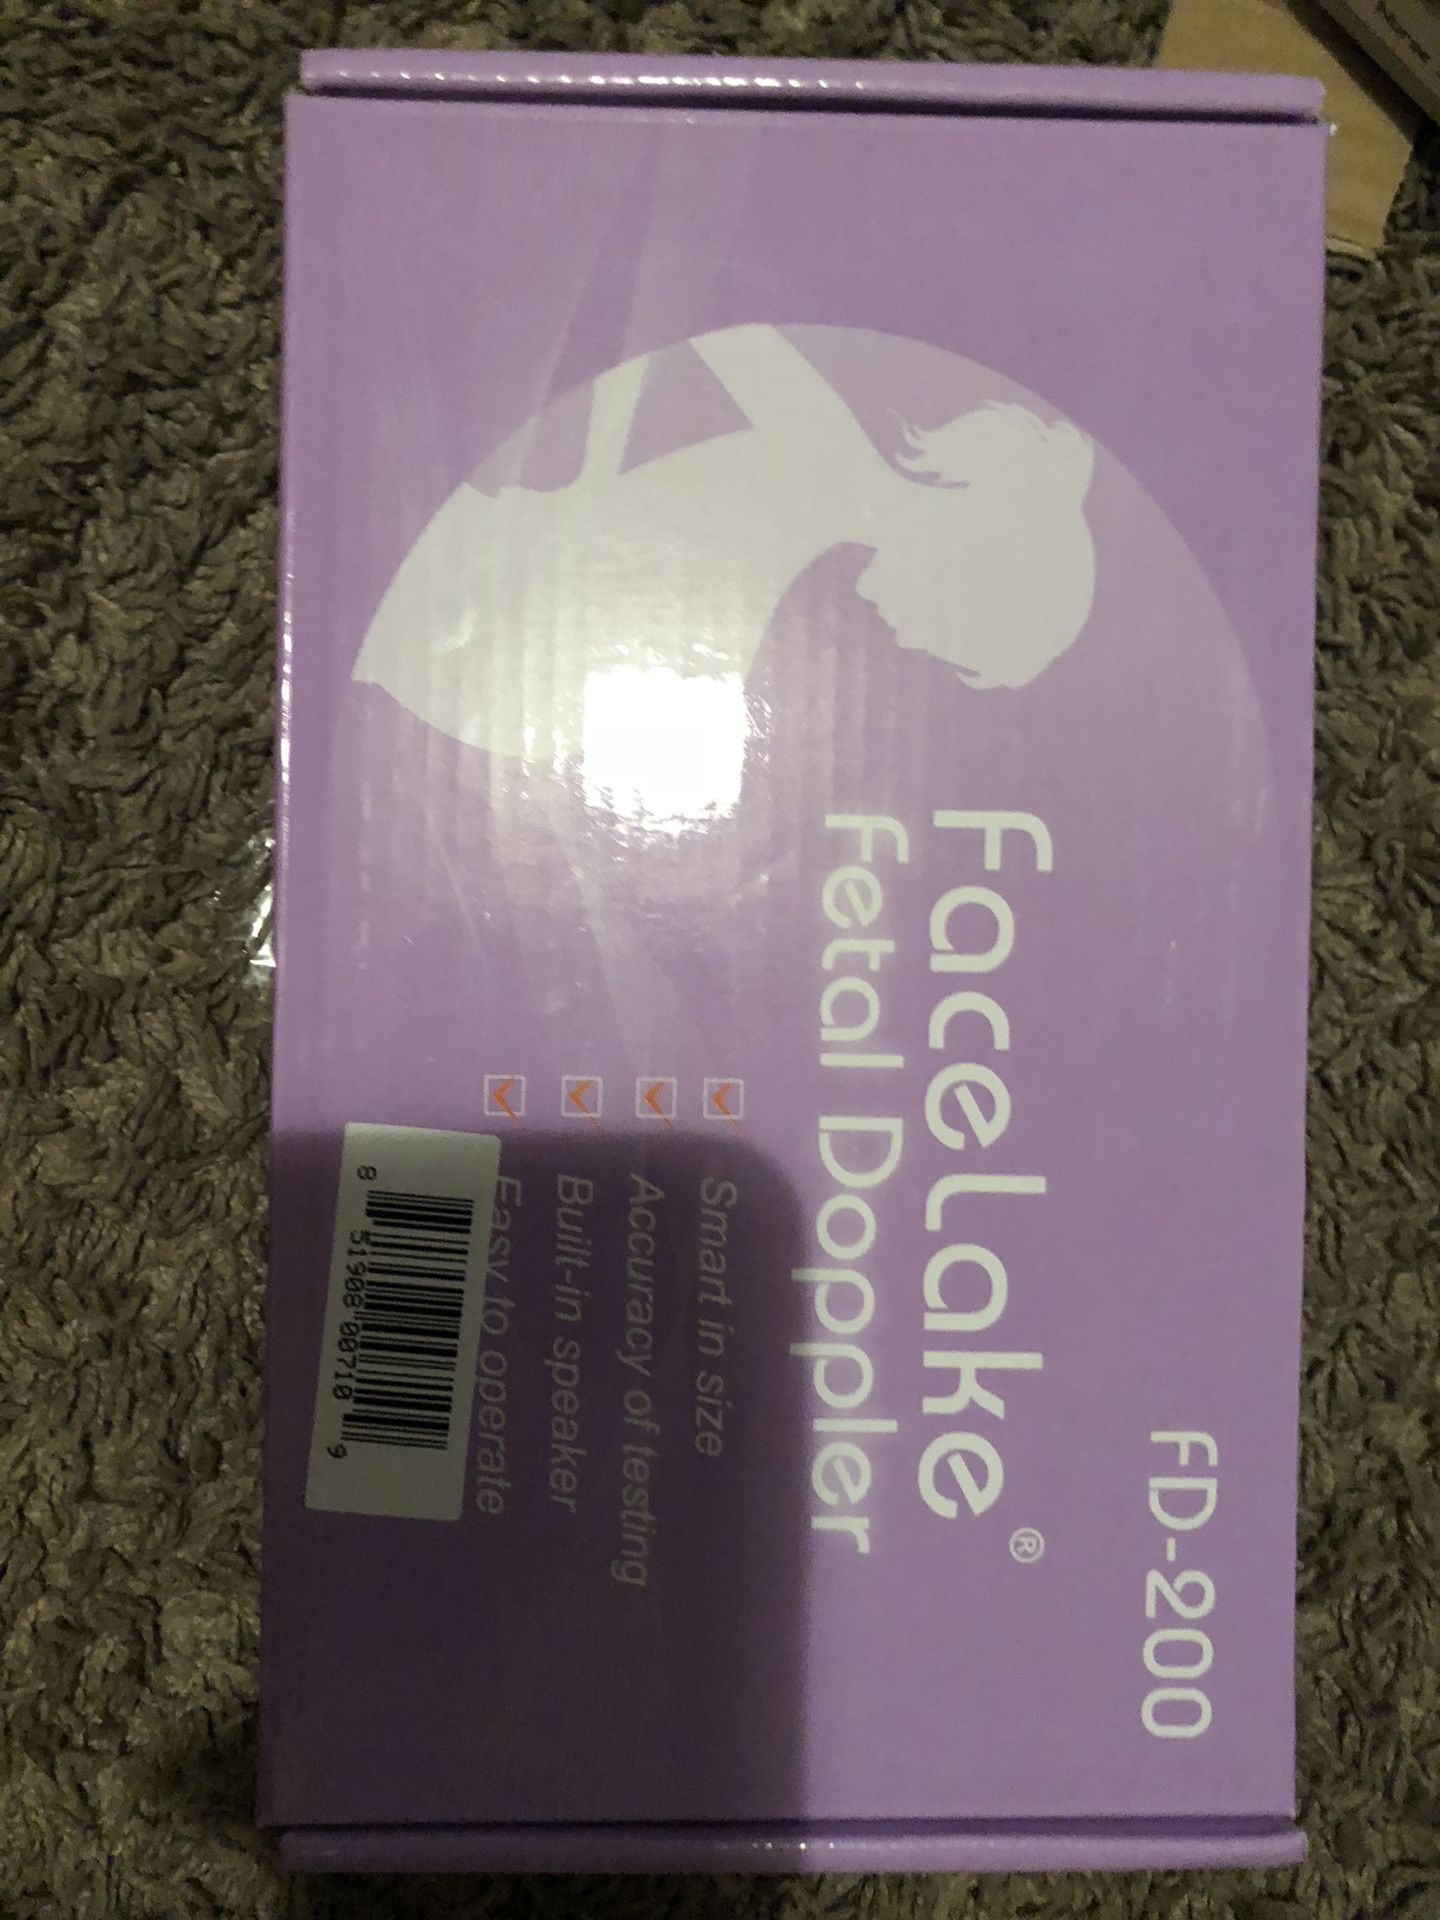 FD-200
FaceLake®
Fetal Doppler
Smart in size
Accuracy of testing
Built-in speaker
Easy to operate
8 51908 00710 9